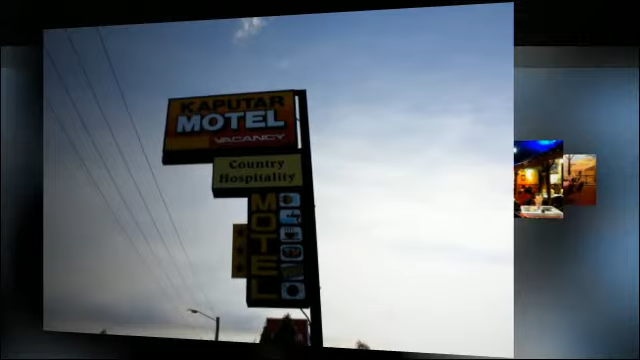 KAPUTAR
MOTEL
VACANCY
Country
Hospitality
MOTEL